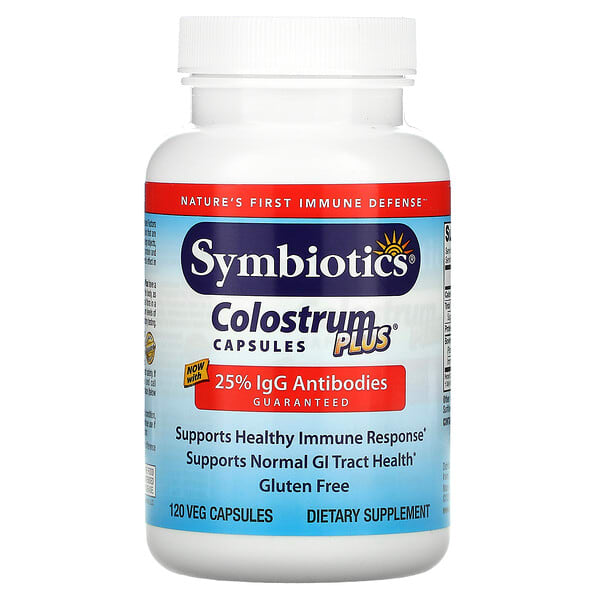 NATURE'S FIRST IMMUNE DEFENSE™
Symbiotics®
Colostrum
PLUS®
CAPSULES
NOW with
25% IgG Antibodies
GUARANTEED
Supports Healthy Immune Response*
Supports Normal GI Tract Health*
Gluten Free
120 VEG CAPSULES DIETARY SUPPLEMENT